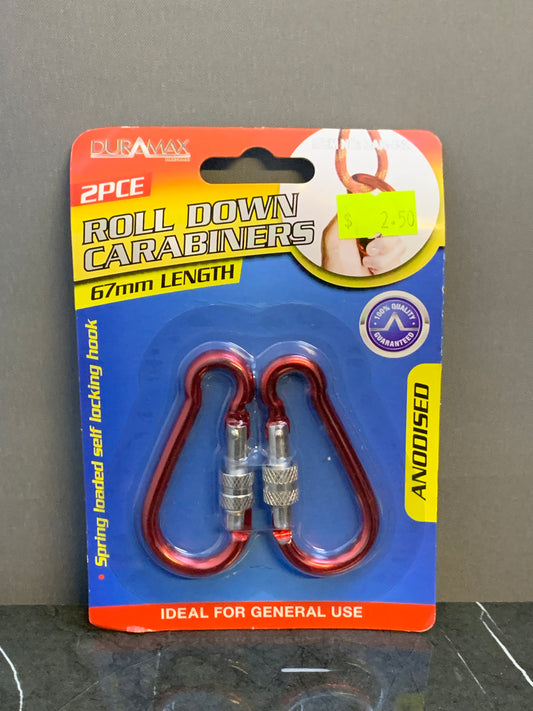 DURAMAX
2PCE
ROLL DOWN
CARABINERS
67mm LENGTH
$ 2.50
100% QUALITY
GUARANTEED
• Spring loaded self locking hook
ANODISED
IDEAL FOR GENERAL USE